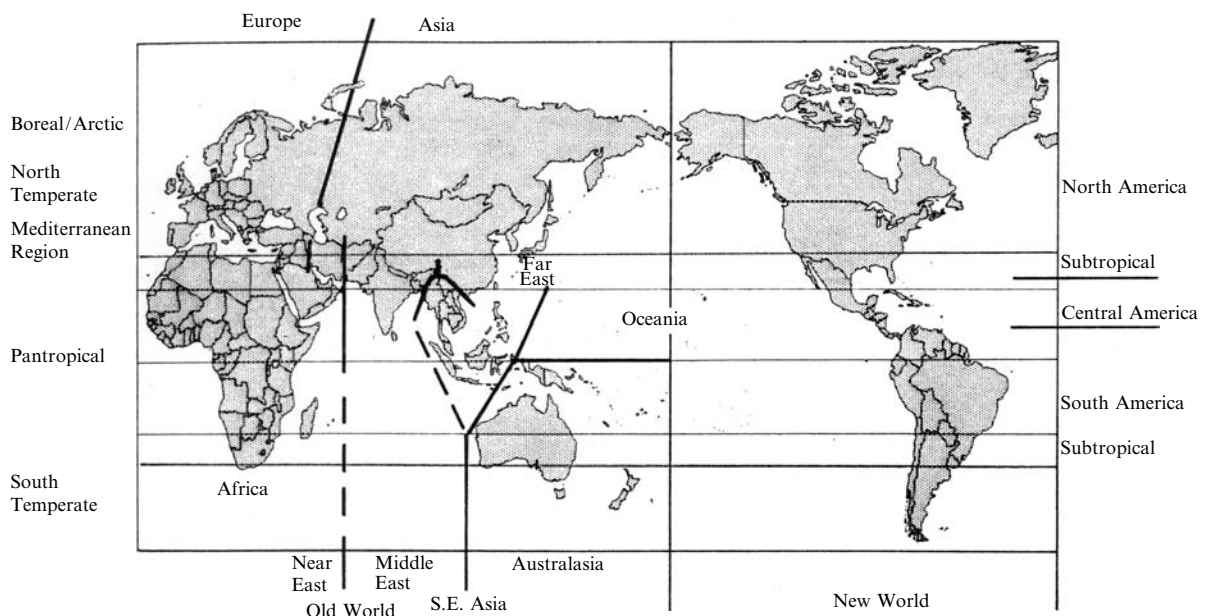 Europe
Asia
Boreal/Arctic
North
Temperate
Mediterranean
Region
Pantropical
South
Temperate
Far
East
Oceania
Africa
North America
Subtropical
Central America
South America
Subtropical
Near
East
Middle
East
Australasia
Old World
S.E. Asia
New World